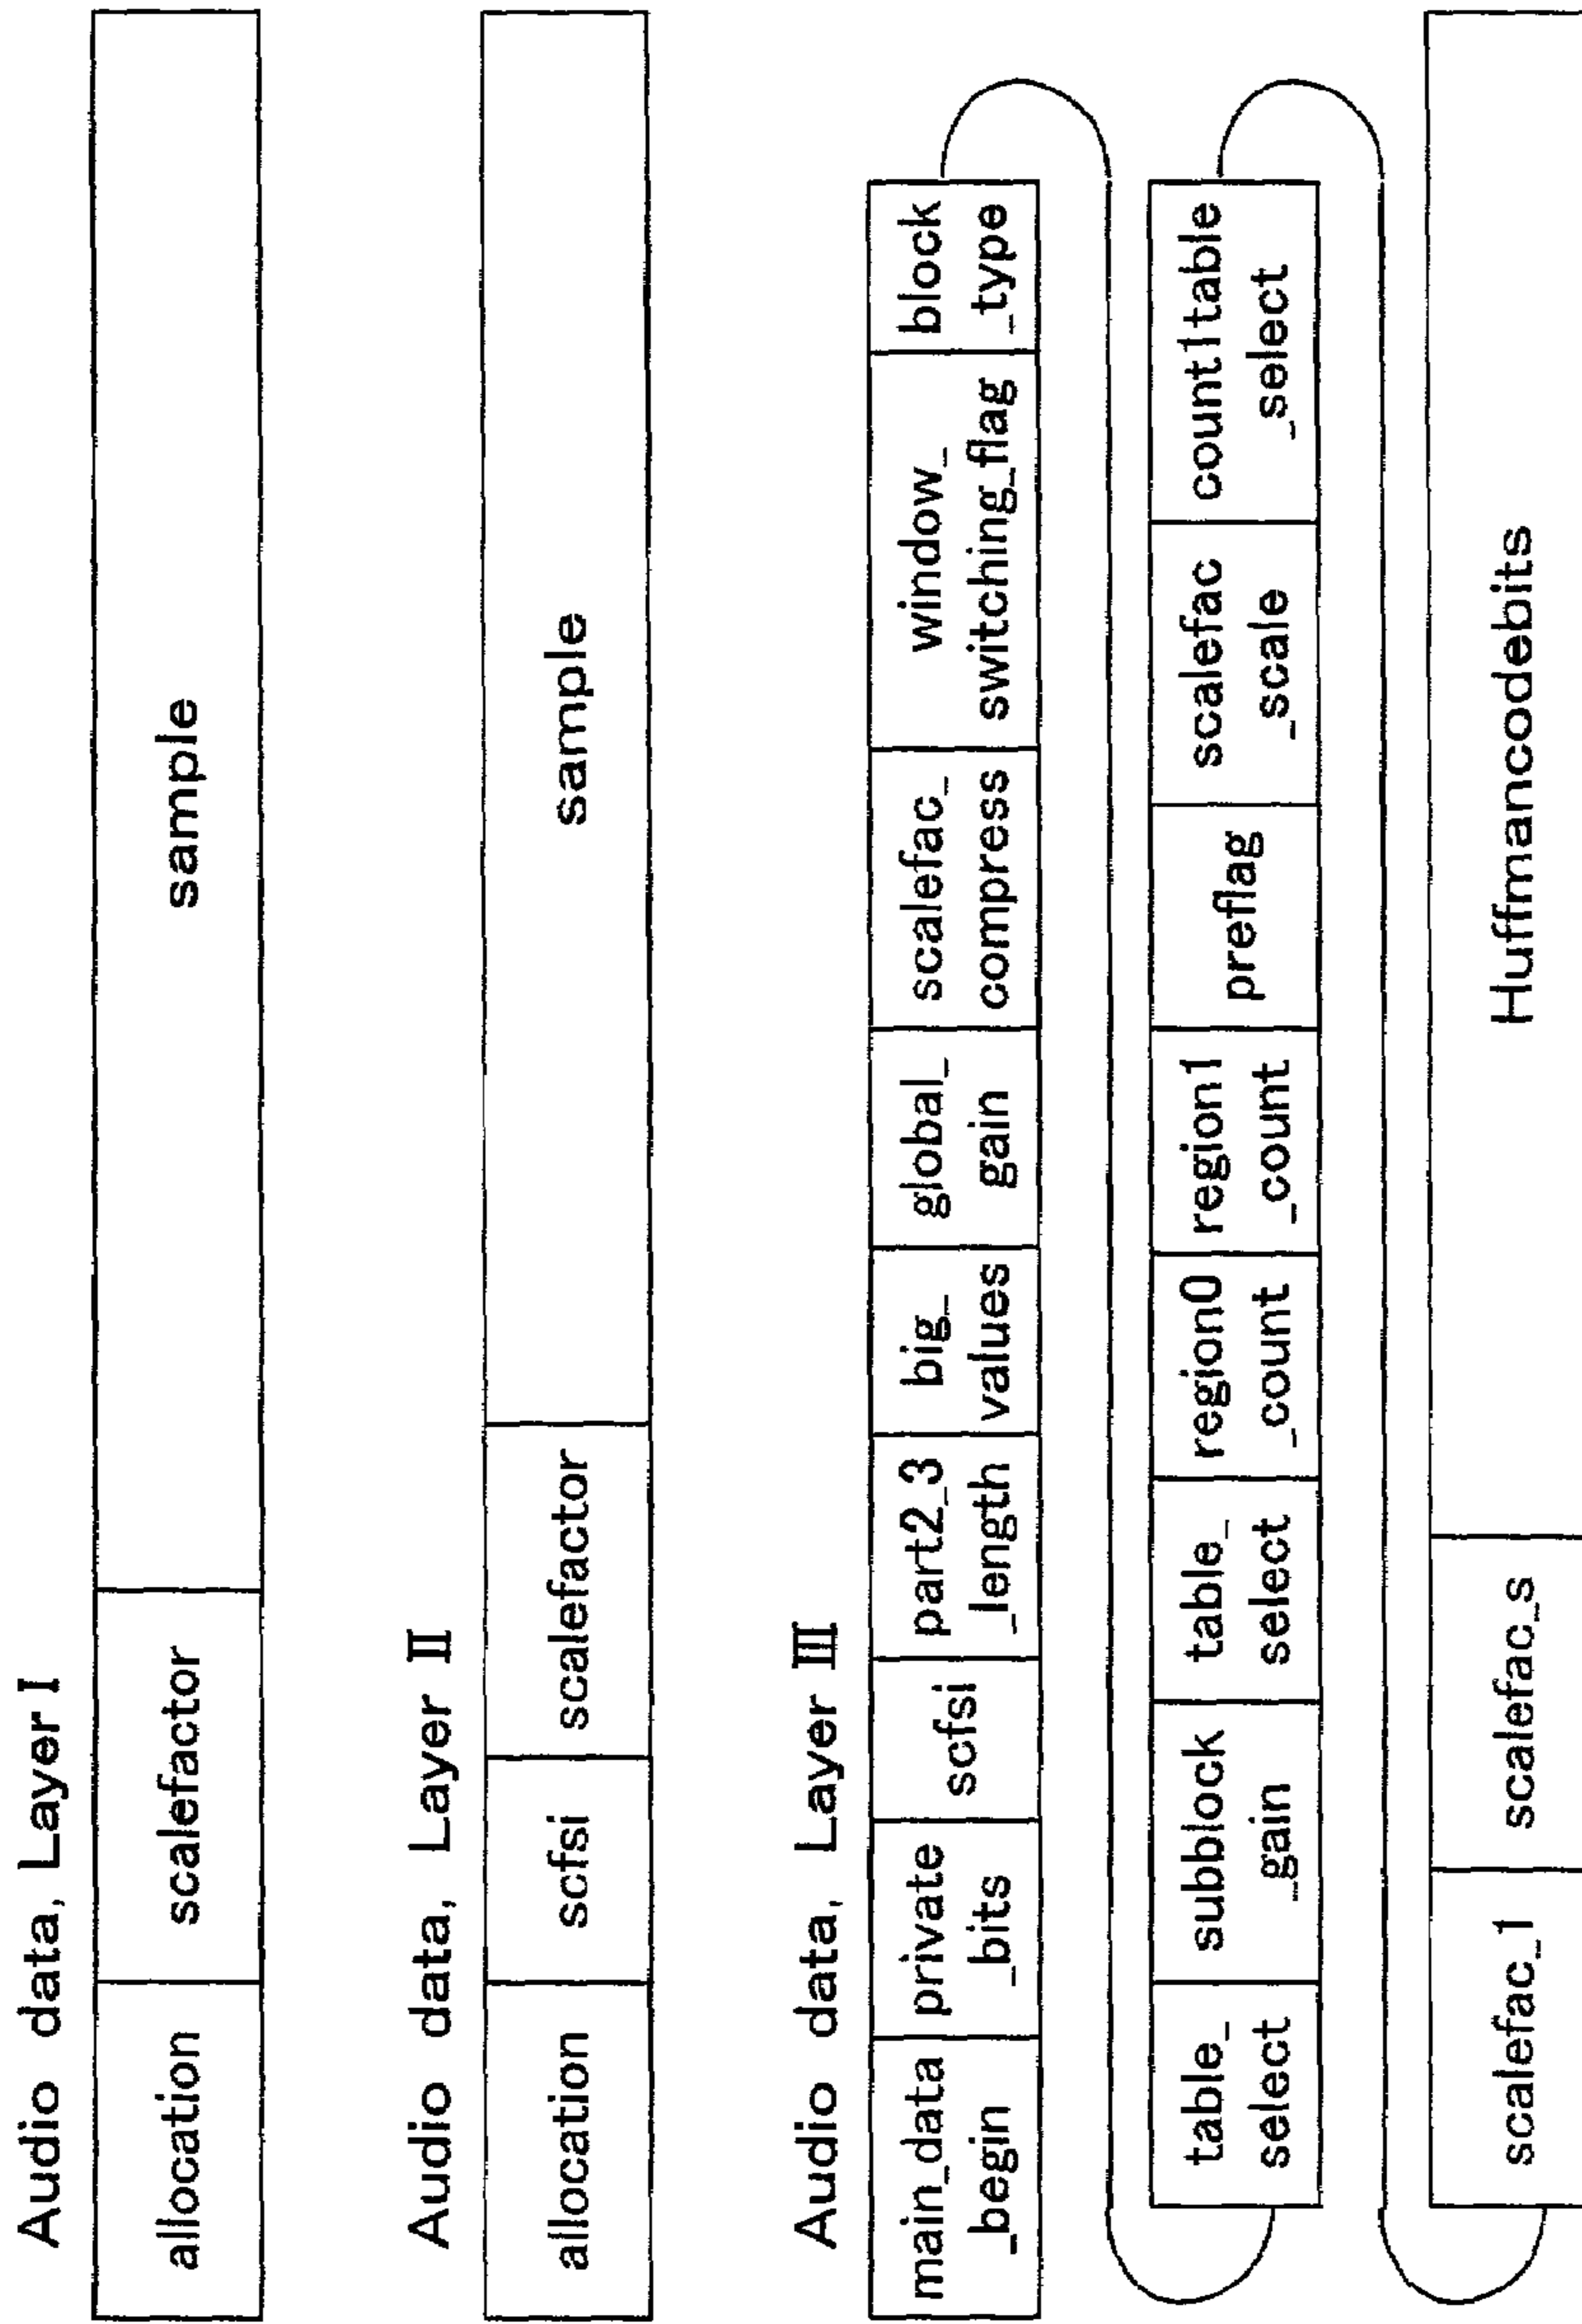 Audio data, Layer I
allocation
scalefactor
sample
Audio data, Layer II
allocation
scfsi
scalefactor
sample
Audio data, Layer III
main_data
_begin
private
_bits
scfsi
part2_3
_length
big_
values
global_
gain
scalefac_
compress
window_
switching_flag
block
_type
table_
select
subblock
_gain
table_
select
region0
_count
region1
_count
preflag
scalefac
_scale
count1table
_select
scalefac_1
scalefac_s
Huffmancodebits